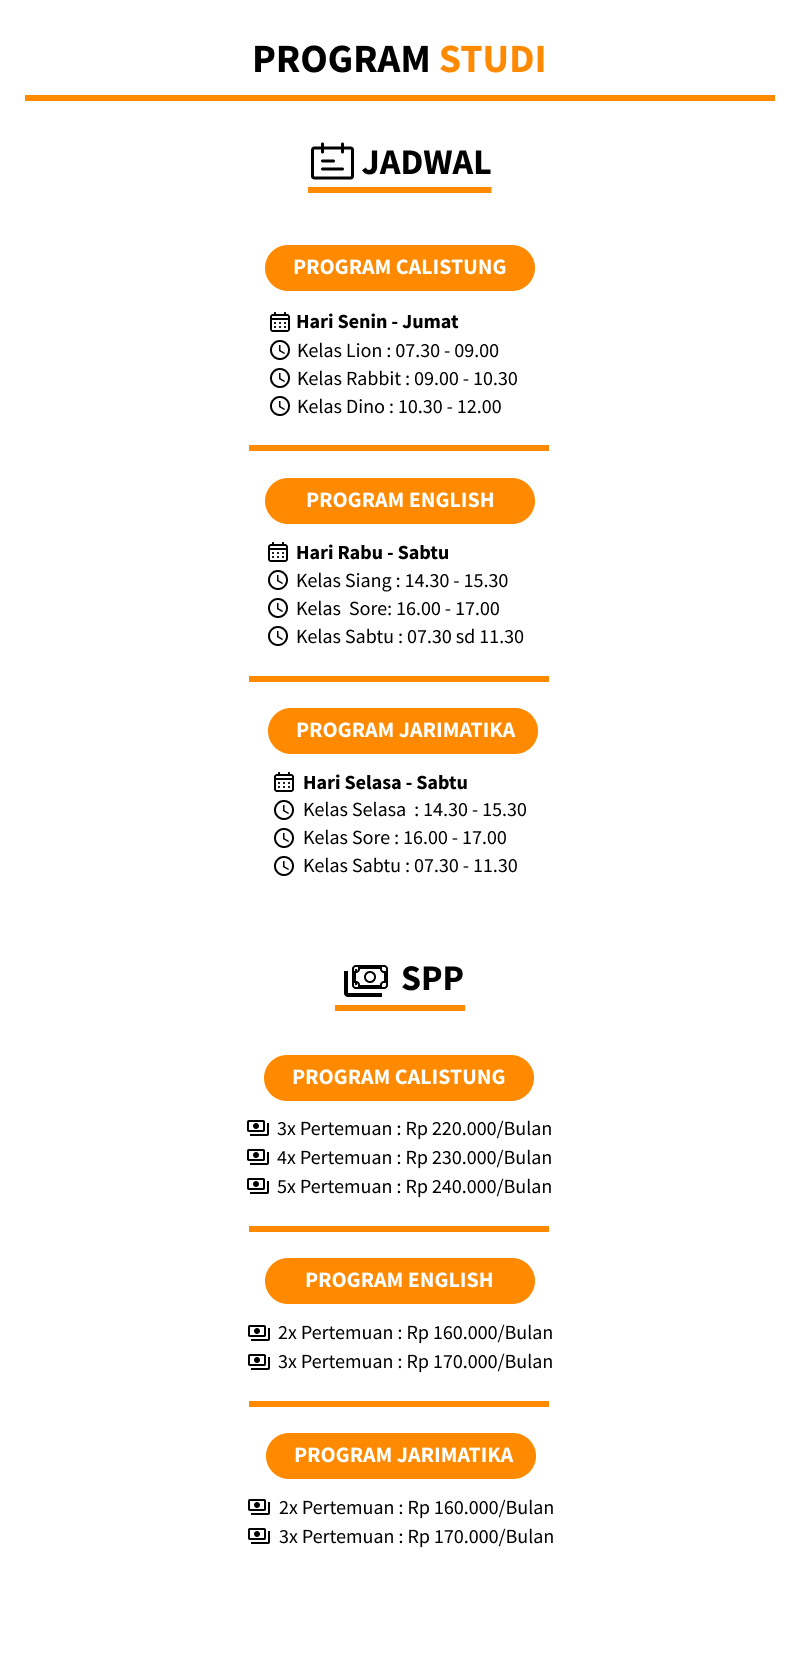 PROGRAM STUDI
JADWAL
PROGRAM CALISTUNG
Hari Senin - Jumat
Kelas Lion : 07.30 - 09.00
Kelas Rabbit : 09.00 - 10.30
Kelas Dino : 10.30 - 12.00
PROGRAM ENGLISH
Hari Rabu - Sabtu
Kelas Siang : 14.30 - 15.30
Kelas  Sore: 16.00 - 17.00
Kelas Sabtu : 07.30 sd 11.30
PROGRAM JARIMATIKA
Hari Selasa - Sabtu
Kelas Selasa  : 14.30 - 15.30
Kelas Sore : 16.00 - 17.00
Kelas Sabtu : 07.30 - 11.30
SPP
PROGRAM CALISTUNG
3x Pertemuan : Rp 220.000/Bulan
4x Pertemuan : Rp 230.000/Bulan
5x Pertemuan : Rp 240.000/Bulan
PROGRAM ENGLISH
2x Pertemuan : Rp 160.000/Bulan
3x Pertemuan : Rp 170.000/Bulan
PROGRAM JARIMATIKA
2x Pertemuan : Rp 160.000/Bulan
3x Pertemuan : Rp 170.000/Bulan